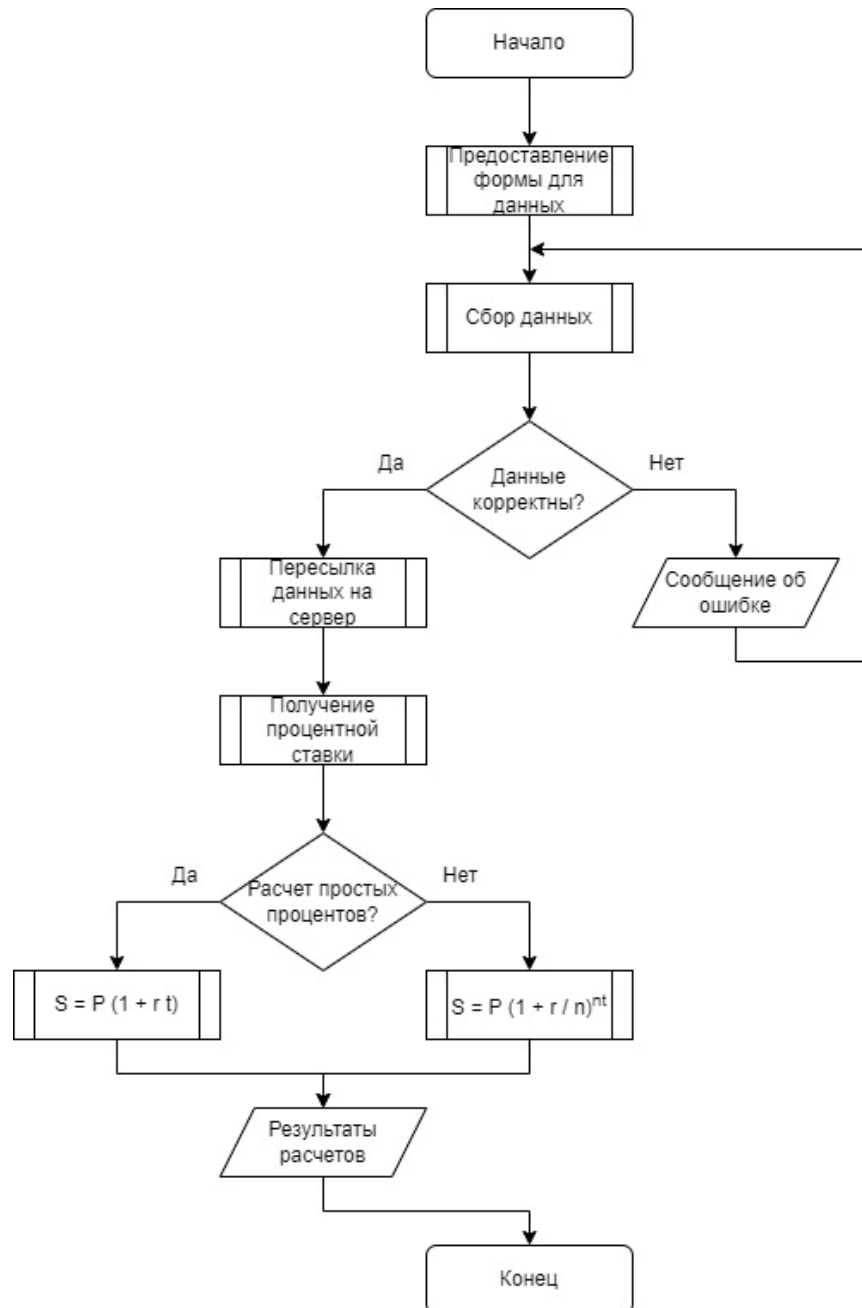 Начало
Предоставление
формы для
данных
Сбор данных
Да
Данные
корректны?
Нет
Пересылка
данных на
сервер
Сообщение об
ошибке
Получение
процентной
ставки
Да
Расчет простых
процентов?
Нет
S = P (1 + r t)
S = P (1 + r / n)^nt
Результаты
расчетов
Конец